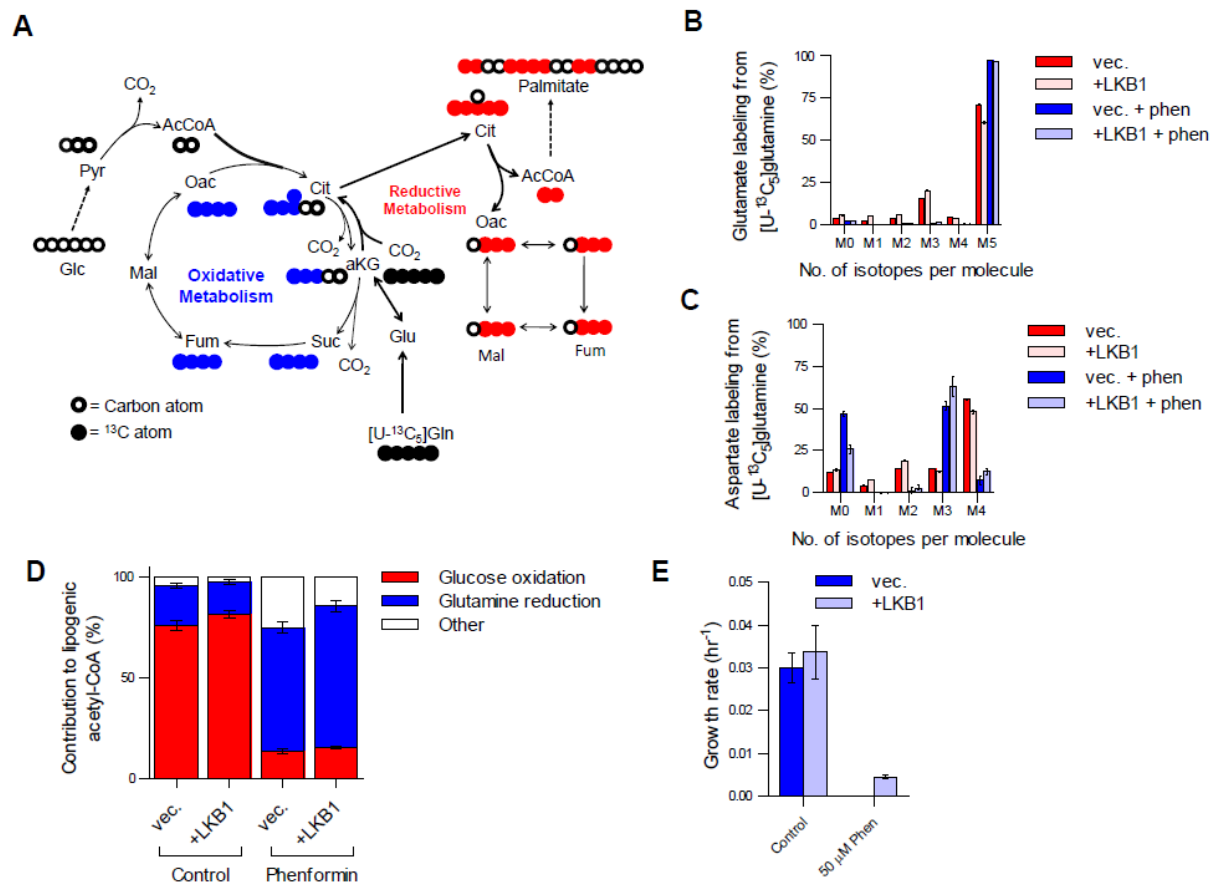 A
CO2
AcCoA
Pyr
Oac
Cit
Glc
Mal
CO2
aKG
CO2
Oxidative
Metabolism
Fum
Suc
CO2
Glu
[U-13C5]Gln
= Carbon atom
= 13C atom
Palmitate
Cit
AcCoA
Reductive
Metabolism
Oac
Mal
Fum
B
Glutamate labeling from
[U-13C5]glutamine (%)
100
75
50
25
0
M0 M1 M2 M3 M4 M5
No. of isotopes per molecule
vec.
+LKB1
vec. + phen
+LKB1 + phen
C
Aspartate labeling from
[U-13C5]glutamine (%)
100
75
50
25
0
M0 M1 M2 M3 M4
No. of isotopes per molecule
vec.
+LKB1
vec. + phen
+LKB1 + phen
D
Contribution to lipogenic
acetyl-CoA (%)
100
50
0
vec. +LKB1 vec. +LKB1
Control Phenformin
Glucose oxidation
Glutamine reduction
Other
E
Growth rate (hr-1)
0.05
0.04
0.03
0.02
0.01
0.00
Control 50 μM Phen
vec.
+LKB1